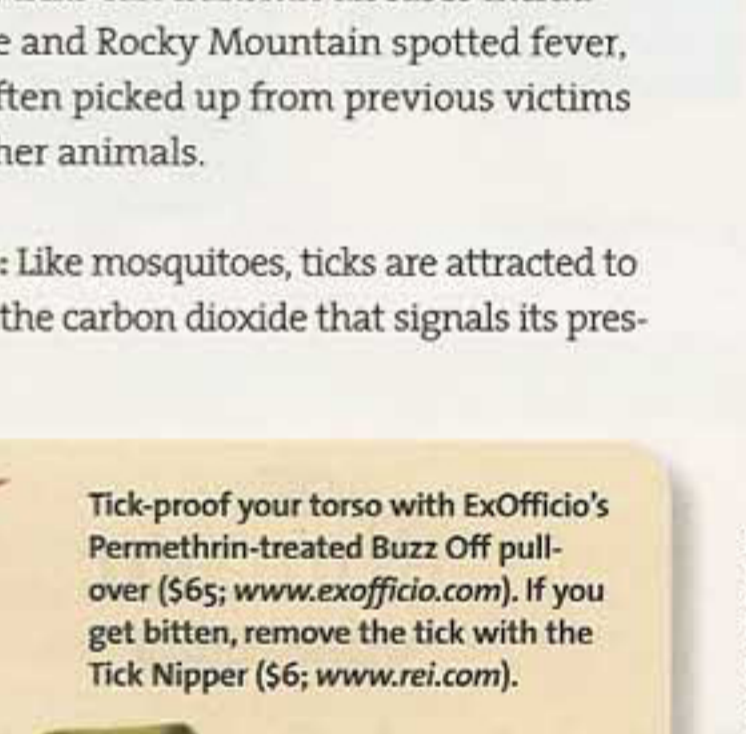 e and Rocky Mountain spotted fever,
ften picked up from previous victims
her animals.
: Like mosquitoes, ticks are attracted to
the carbon dioxide that signals its pres-
Tick-proof your torso with ExOfficio's
Permethrin-treated Buzz Off pull-
over ($65; www.exofficio.com). If you
get bitten, remove the tick with the
Tick Nipper ($6; www.rei.com).